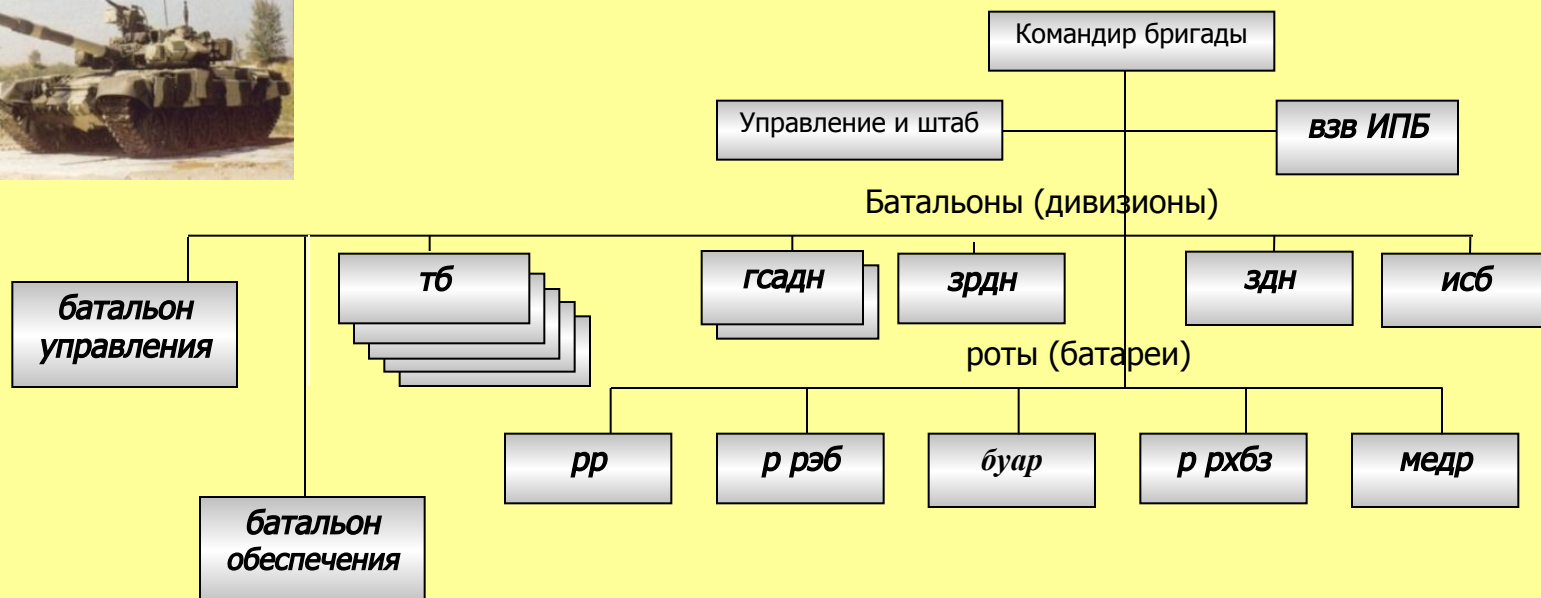 Командир бригады
Управление и штаб
взв ИПБ
Батальоны (дивизионы)
батальон
управления
тб
гсадн
зрдн
здн
исб
роты (батареи)
рр
р рэб
буар
р рхбз
медр
батальон
обеспечения